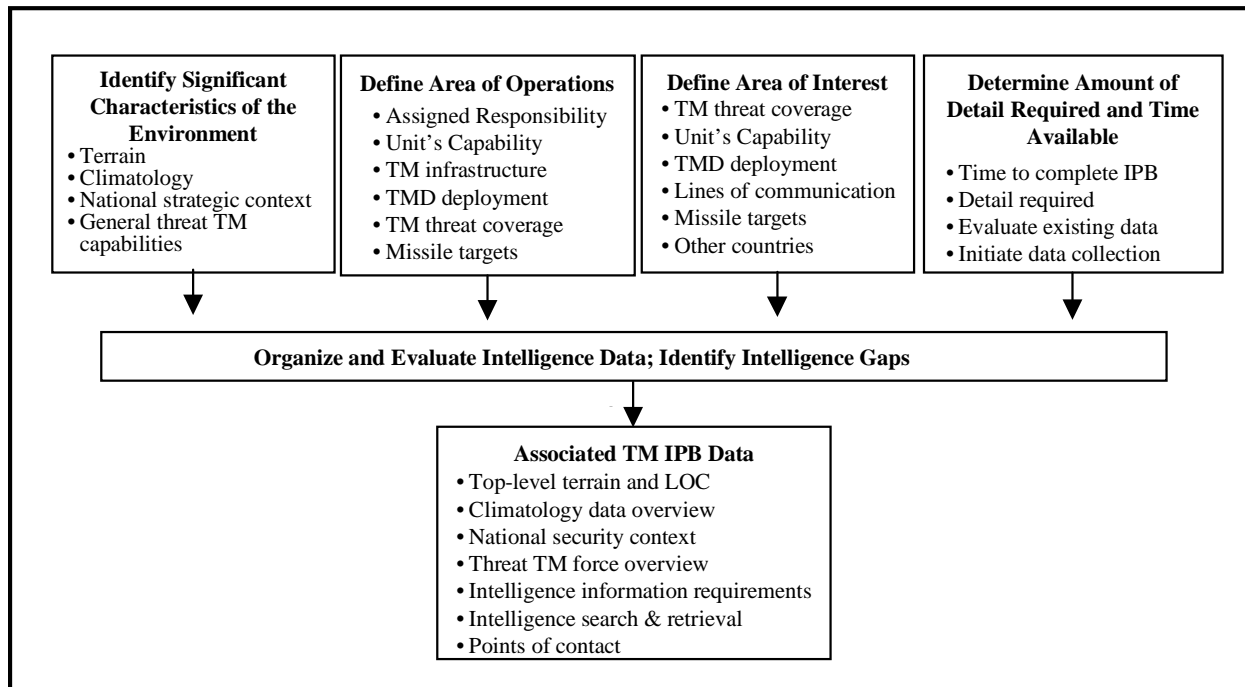 Identify Significant
Characteristics of the
Environment
• Terrain
• Climatology
• National strategic context
• General threat TM
capabilities
Define Area of Operations
• Assigned Responsibility
• Unit's Capability
• TM infrastructure
• TMD deployment
• TM threat coverage
• Missile targets
Define Area of Interest
• TM threat coverage
• Unit's Capability
• TMD deployment
• Lines of communication
• Missile targets
• Other countries
Determine Amount of
Detail Required and Time
Available
• Time to complete IPB
• Detail required
• Evaluate existing data
• Initiate data collection
Organize and Evaluate Intelligence Data; Identify Intelligence Gaps
Associated TM IPB Data
• Top-level terrain and LOC
• Climatology data overview
• National security context
• Threat TM force overview
• Intelligence information requirements
• Intelligence search & retrieval
• Points of contact